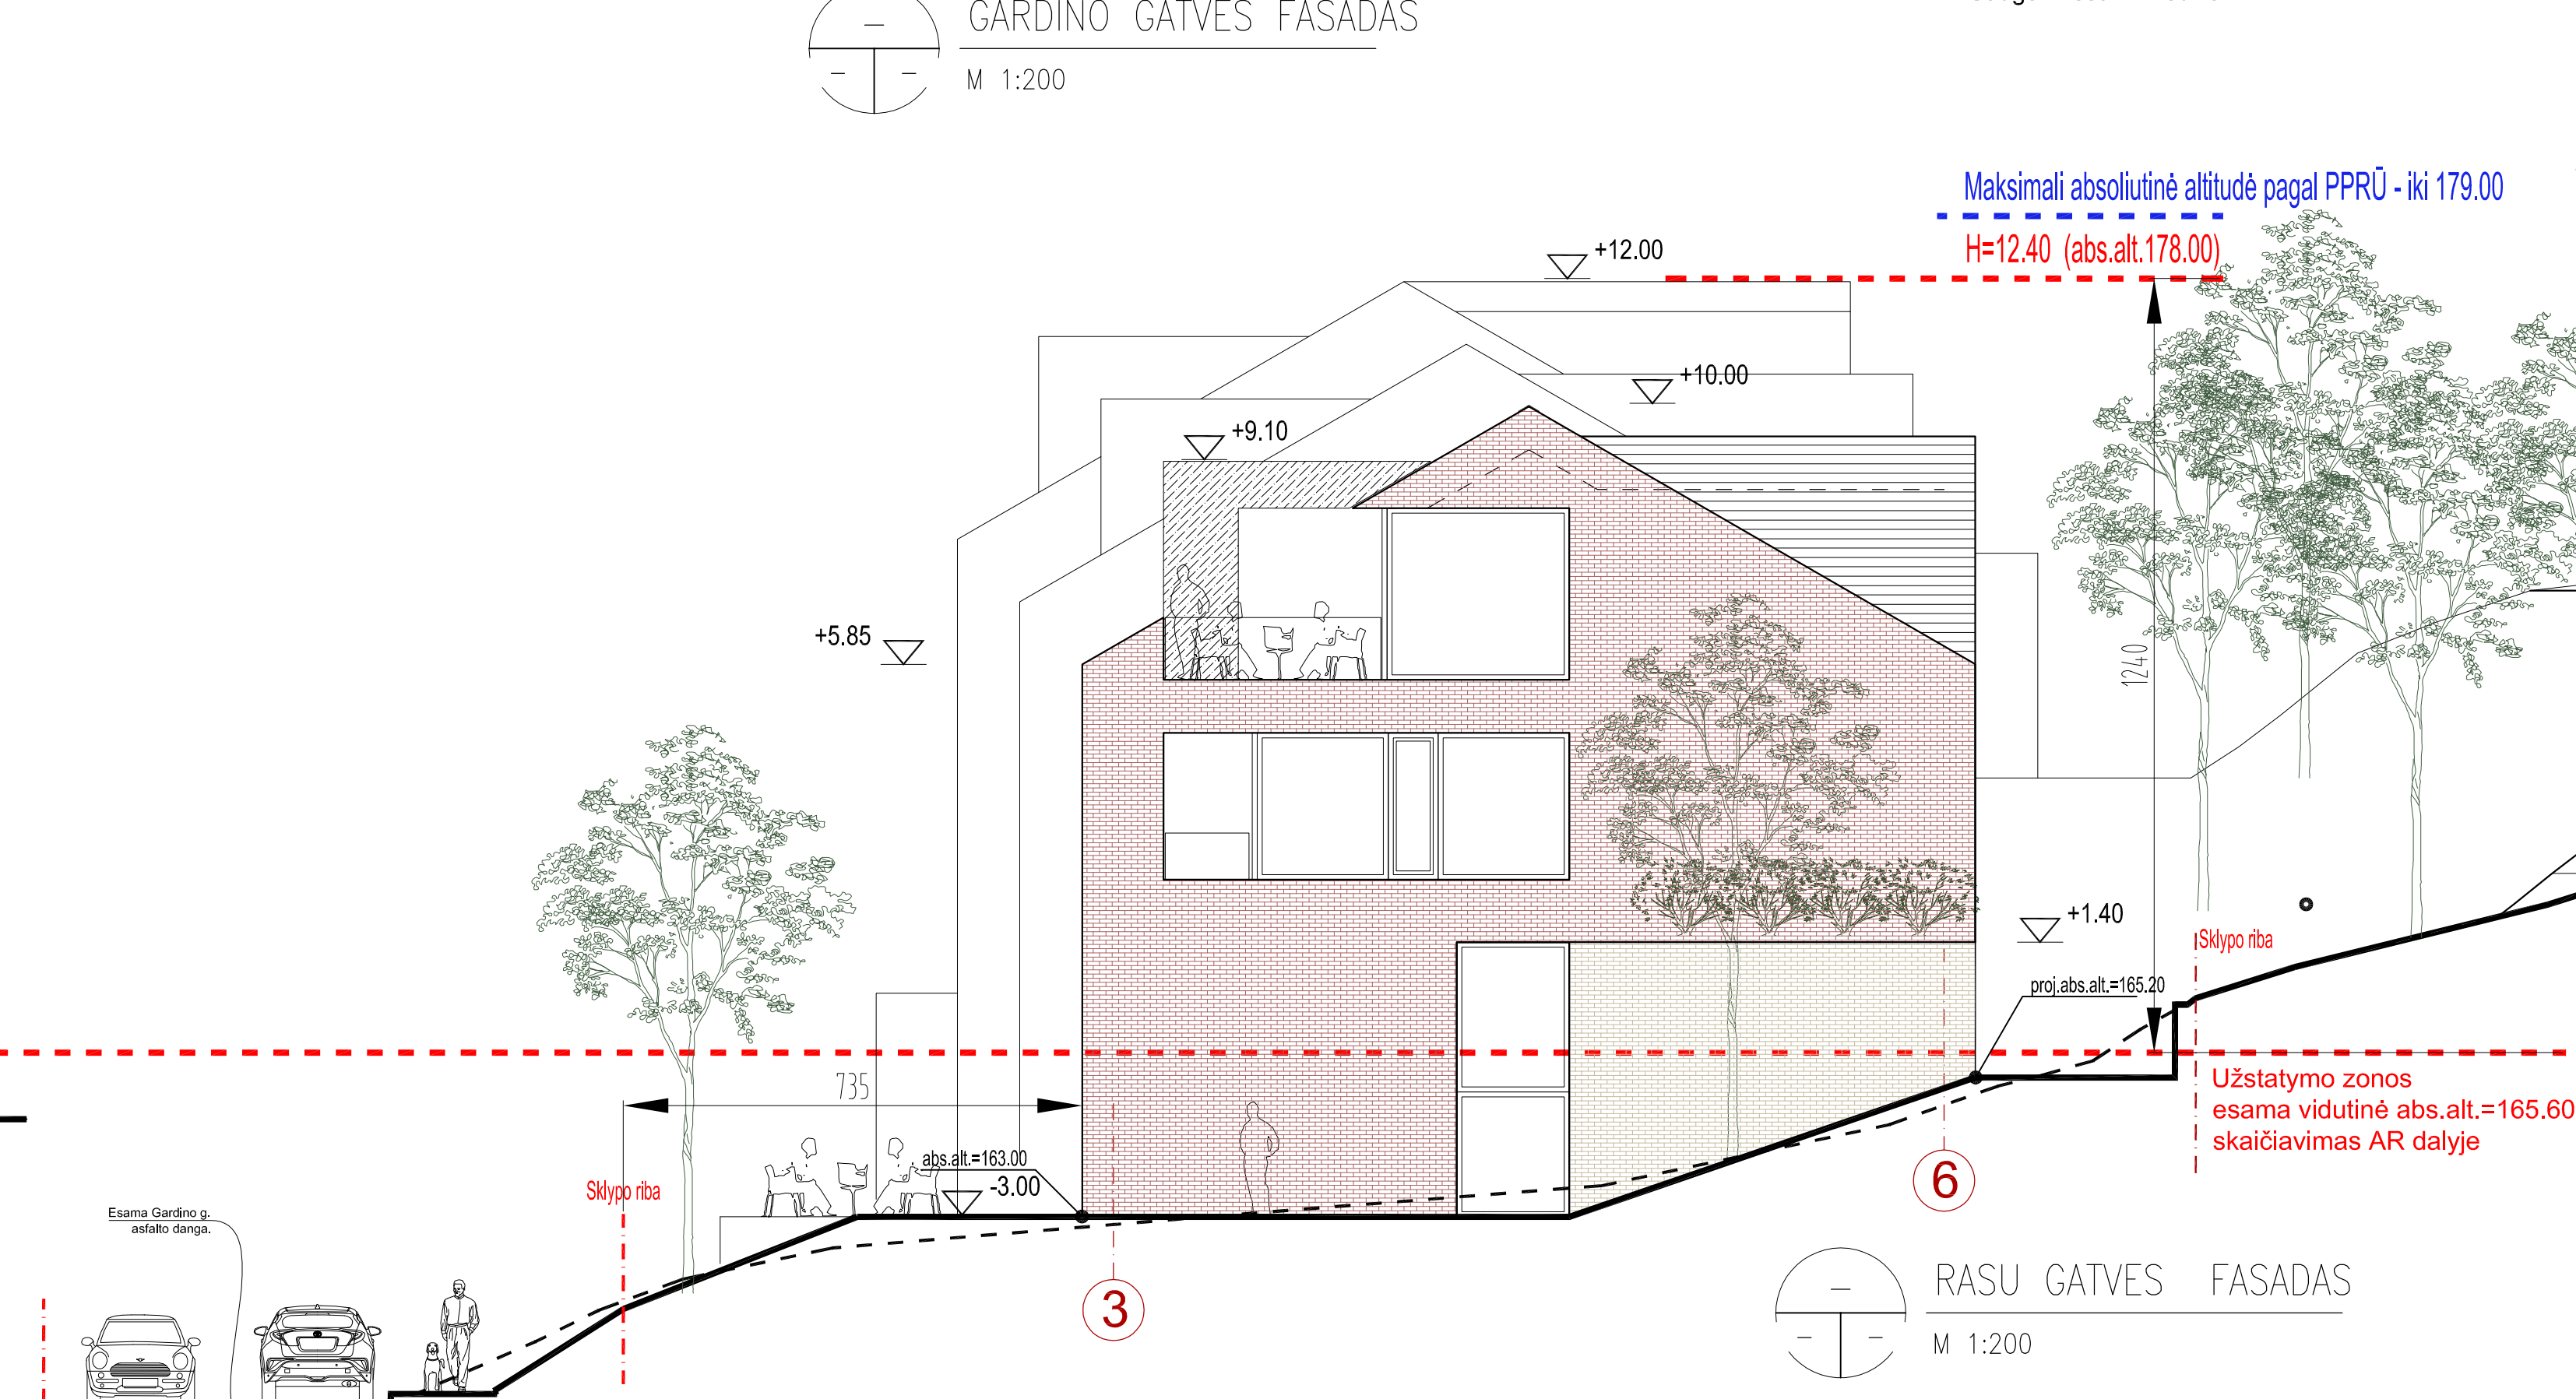 GARDINO GATVES FASADAS
M 1:200
Maksimali absoliutinė altitudė pagal PPRŪ - iki 179.00
H=12.40 (abs.alt.178.00)
+12.00
+10.00
+9.10
+5.85
1240
+1.40
Sklypo riba
proj.abs.alt.=165.20
Užstatymo zonos
esama vidutinė abs.alt.=165.60
skaičiavimas AR dalyje
735
abs.alt.=163.00
-3.00
Sklypo riba
6
Esama Gardino g.
asfalto danga.
3
RASU GATVES FASADAS
M 1:200